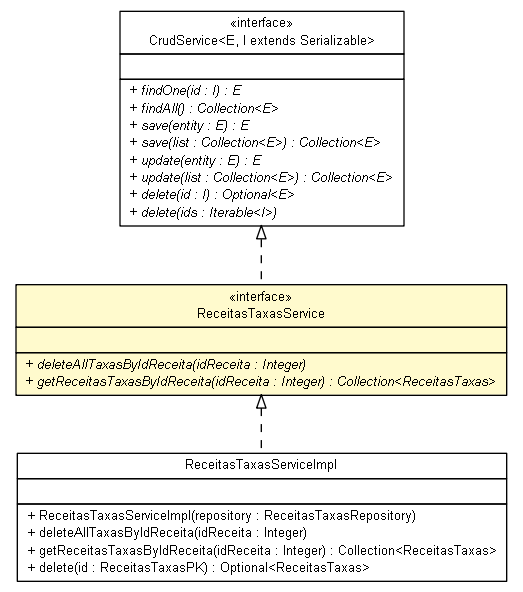 «interface»
CrudService<E, I extends Serializable>
+ findOne(id : I) : E
+ findAll() : Collection<E>
+ save(entity : E) : E
+ save(list : Collection<E>) : Collection<E>
+ update(entity : E) : E
+ update(list : Collection<E>) : Collection<E>
+ delete(id : I) : Optional<E>
+ delete(ids : Iterable<I>)
«interface»
ReceitasTaxasService
+ deleteAllTaxasByIdReceita(idReceita : Integer)
+ getReceitasTaxasByIdReceita(idReceita : Integer) : Collection<ReceitasTaxas>
ReceitasTaxasServiceImpl
+ ReceitasTaxasServiceImpl(repository : ReceitasTaxasRepository)
+ deleteAllTaxasByIdReceita(idReceita : Integer)
+ getReceitasTaxasByIdReceita(idReceita : Integer) : Collection<ReceitasTaxas>
+ delete(id : ReceitasTaxasPK) : Optional<ReceitasTaxas>